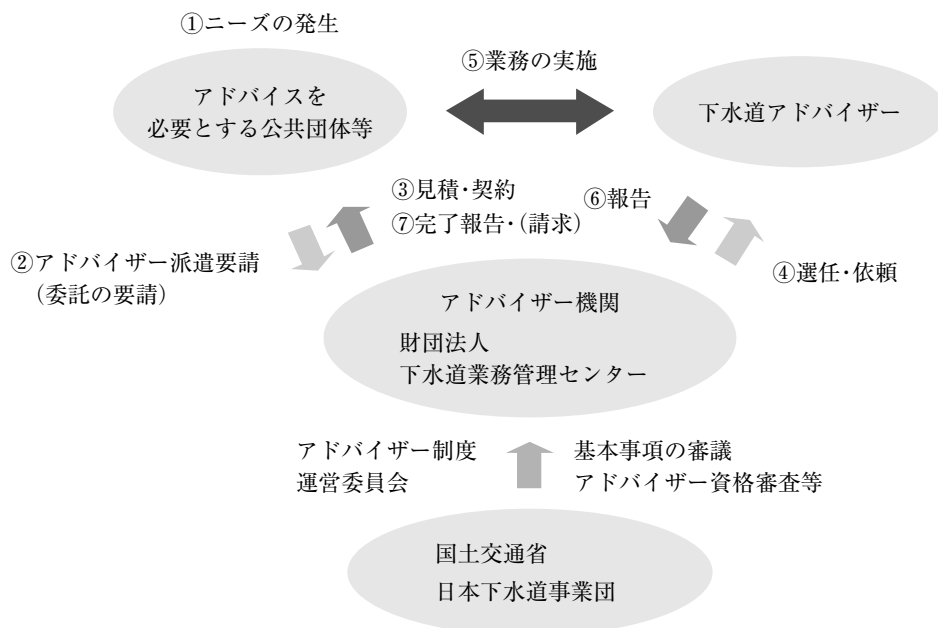 ①ニーズの発生
⑤業務の実施
アドバイスを
必要とする公共団体等
下水道アドバイザー
③見積・契約
⑦完了報告・(請求)
⑥報告
②アドバイザー派遣要請
(委託の要請)
④選任・依頼
アドバイザー機関
財団法人
下水道業務管理センター
アドバイザー制度
運営委員会
基本事項の審議
アドバイザー資格審査等
国土交通省
日本下水道事業団